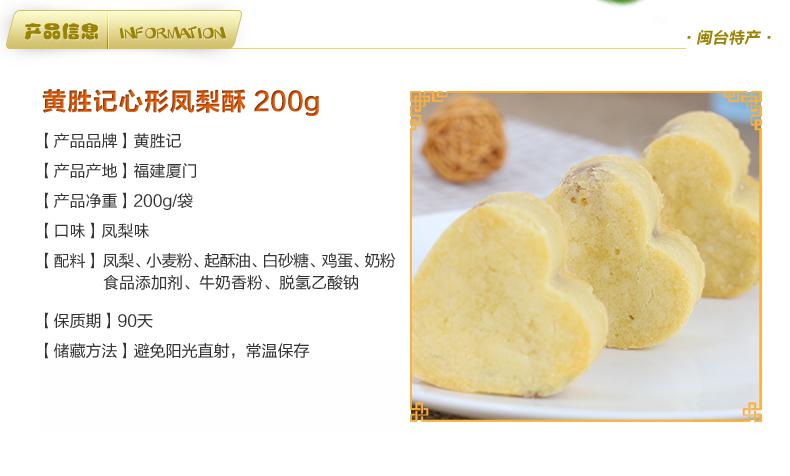 产品信息 INFORMATION
· 闽台特产 ·
黄胜记心形凤梨酥 200g
【产品品牌】黄胜记
【产品产地】福建厦门
【产品净重】200g/袋
【口味】凤梨味
【配料】凤梨、小麦粉、起酥油、白砂糖、鸡蛋、奶粉
食品添加剂、牛奶香粉、脱氢乙酸钠
【保质期】90天
【储藏方法】避免阳光直射，常温保存